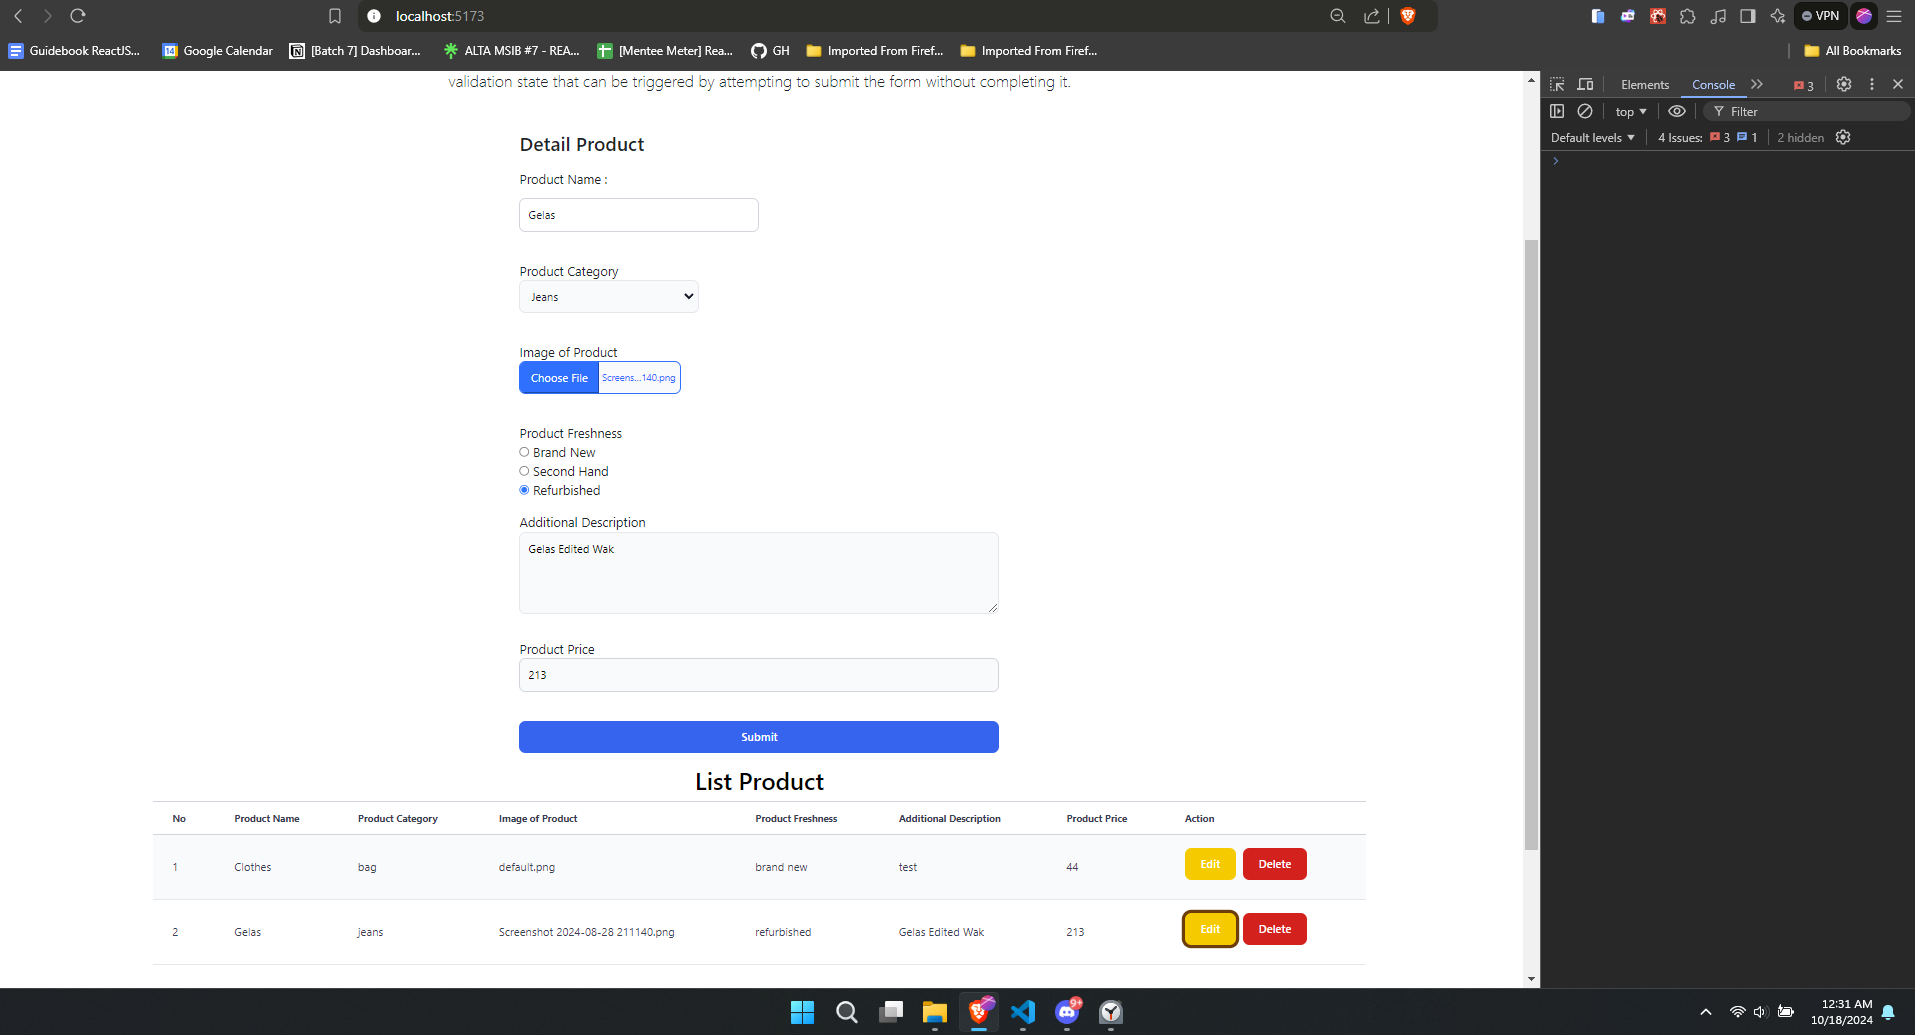 localhost:5173
VPN
Guidebook ReactJS...
Google Calendar
[Batch 7] Dashboar...
ALTA MSIB #7 - REA...
[Mentee Meter] Rea...
GH
Imported From Firef...
Imported From Firef...
All Bookmarks
validation state that can be triggered by attempting to submit the form without completing it.
Elements
Console
3
top
Filter
Default levels
4 Issues:
3
1
2 hidden
Detail Product
Product Name :
Gelas
Product Category
Jeans
Image of Product
Choose File
Screens...140.png
Product Freshness
Brand New
Second Hand
Refurbished
Additional Description
Gelas Edited Wak
Product Price
213
Submit
List Product
No Product Name Product Category Image of Product Product Freshness Additional Description Product Price Action
1 Clothes bag default.png brand new test 44 Edit Delete
2 Gelas jeans Screenshot 2024-08-28 211140.png refurbished Gelas Edited Wak 213 Edit Delete
9+
12:31 AM
10/18/2024